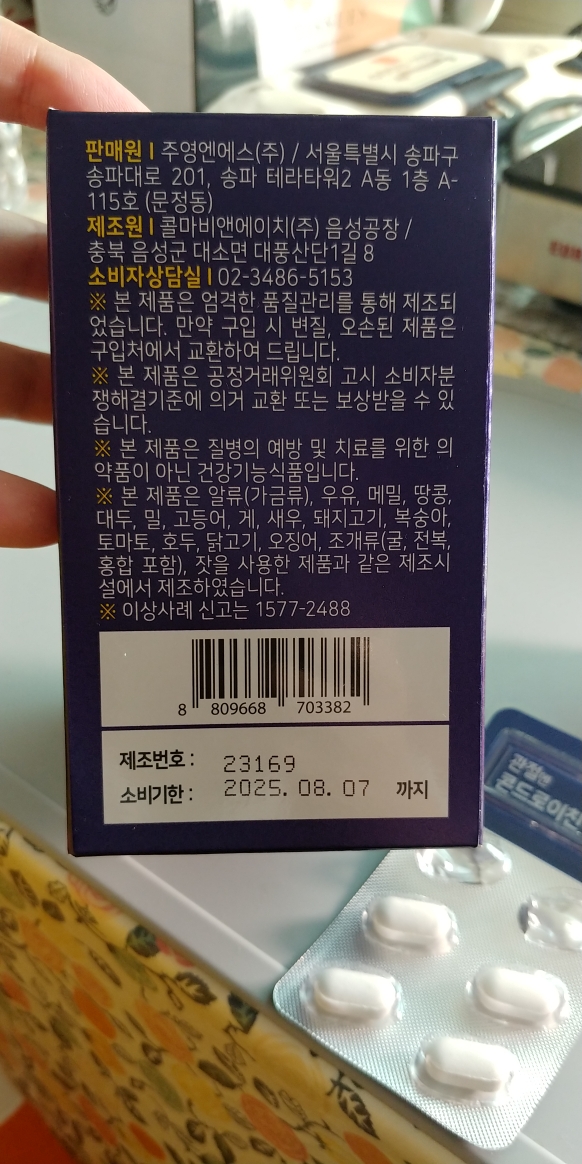 판매원 | 주영엔에스(주) / 서울특별시 송파구
송파대로 201, 송파 테라타워2 A동 1층 A-
115호 (문정동)
제조원 | 콜마비앤에이치(주) 음성공장 /
충북 음성군 대소면 대풍산단1길 8
소비자상담실 | 02-3486-5153
※ 본 제품은 엄격한 품질관리를 통해 제조되
었습니다. 만약 구입 시 변질, 오손된 제품은
구입처에서 교환하여 드립니다.
※ 본 제품은 공정거래위원회 고시 소비자분
쟁해결기준에 의거 교환 또는 보상받을 수 있
습니다.
※ 본 제품은 질병의 예방 및 치료를 위한 의
약품이 아닌 건강기능식품입니다.
※ 본 제품은 알류(가금류), 우유, 메밀, 땅콩,
대두, 밀, 고등어, 게, 새우, 돼지고기, 복숭아,
토마토, 호두, 닭고기, 오징어, 조개류(굴, 전복,
홍합 포함), 잣을 사용한 제품과 같은 제조시
설에서 제조하였습니다.
※ 이상사례 신고는 1577-2488
8 809668 703382
제조번호 : 23169
소비기한 : 2025. 08. 07 까지
관절엔
콘드로이친